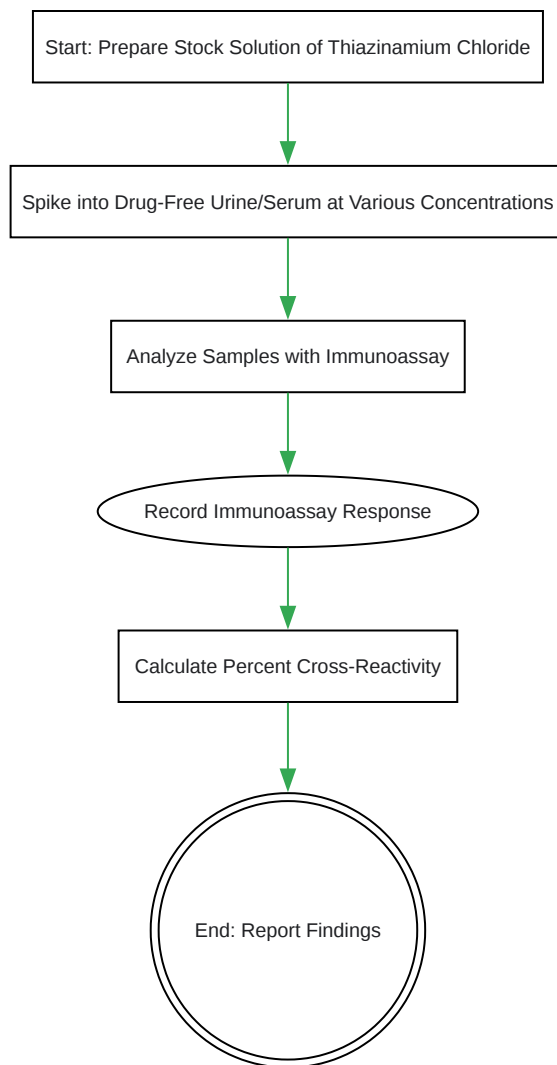 Start: Prepare Stock Solution of Thiazinamium Chloride
Spike into Drug-Free Urine/Serum at Various Concentrations
Analyze Samples with Immunoassay
Record Immunoassay Response
Calculate Percent Cross-Reactivity
End: Report Findings